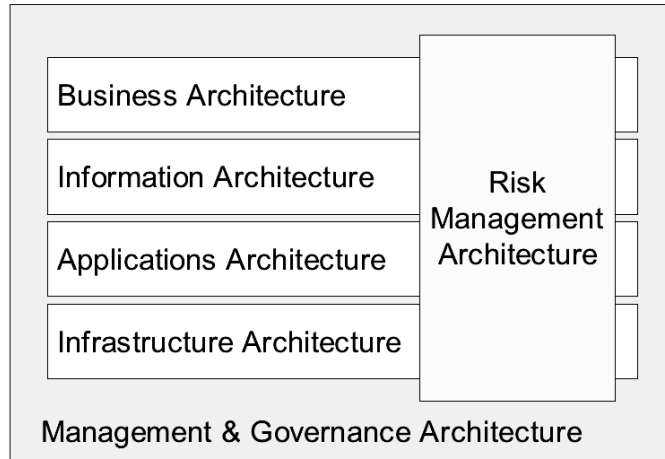 Business Architecture
Information Architecture
Risk
Management
Architecture
Applications Architecture
Infrastructure Architecture
Management & Governance Architecture